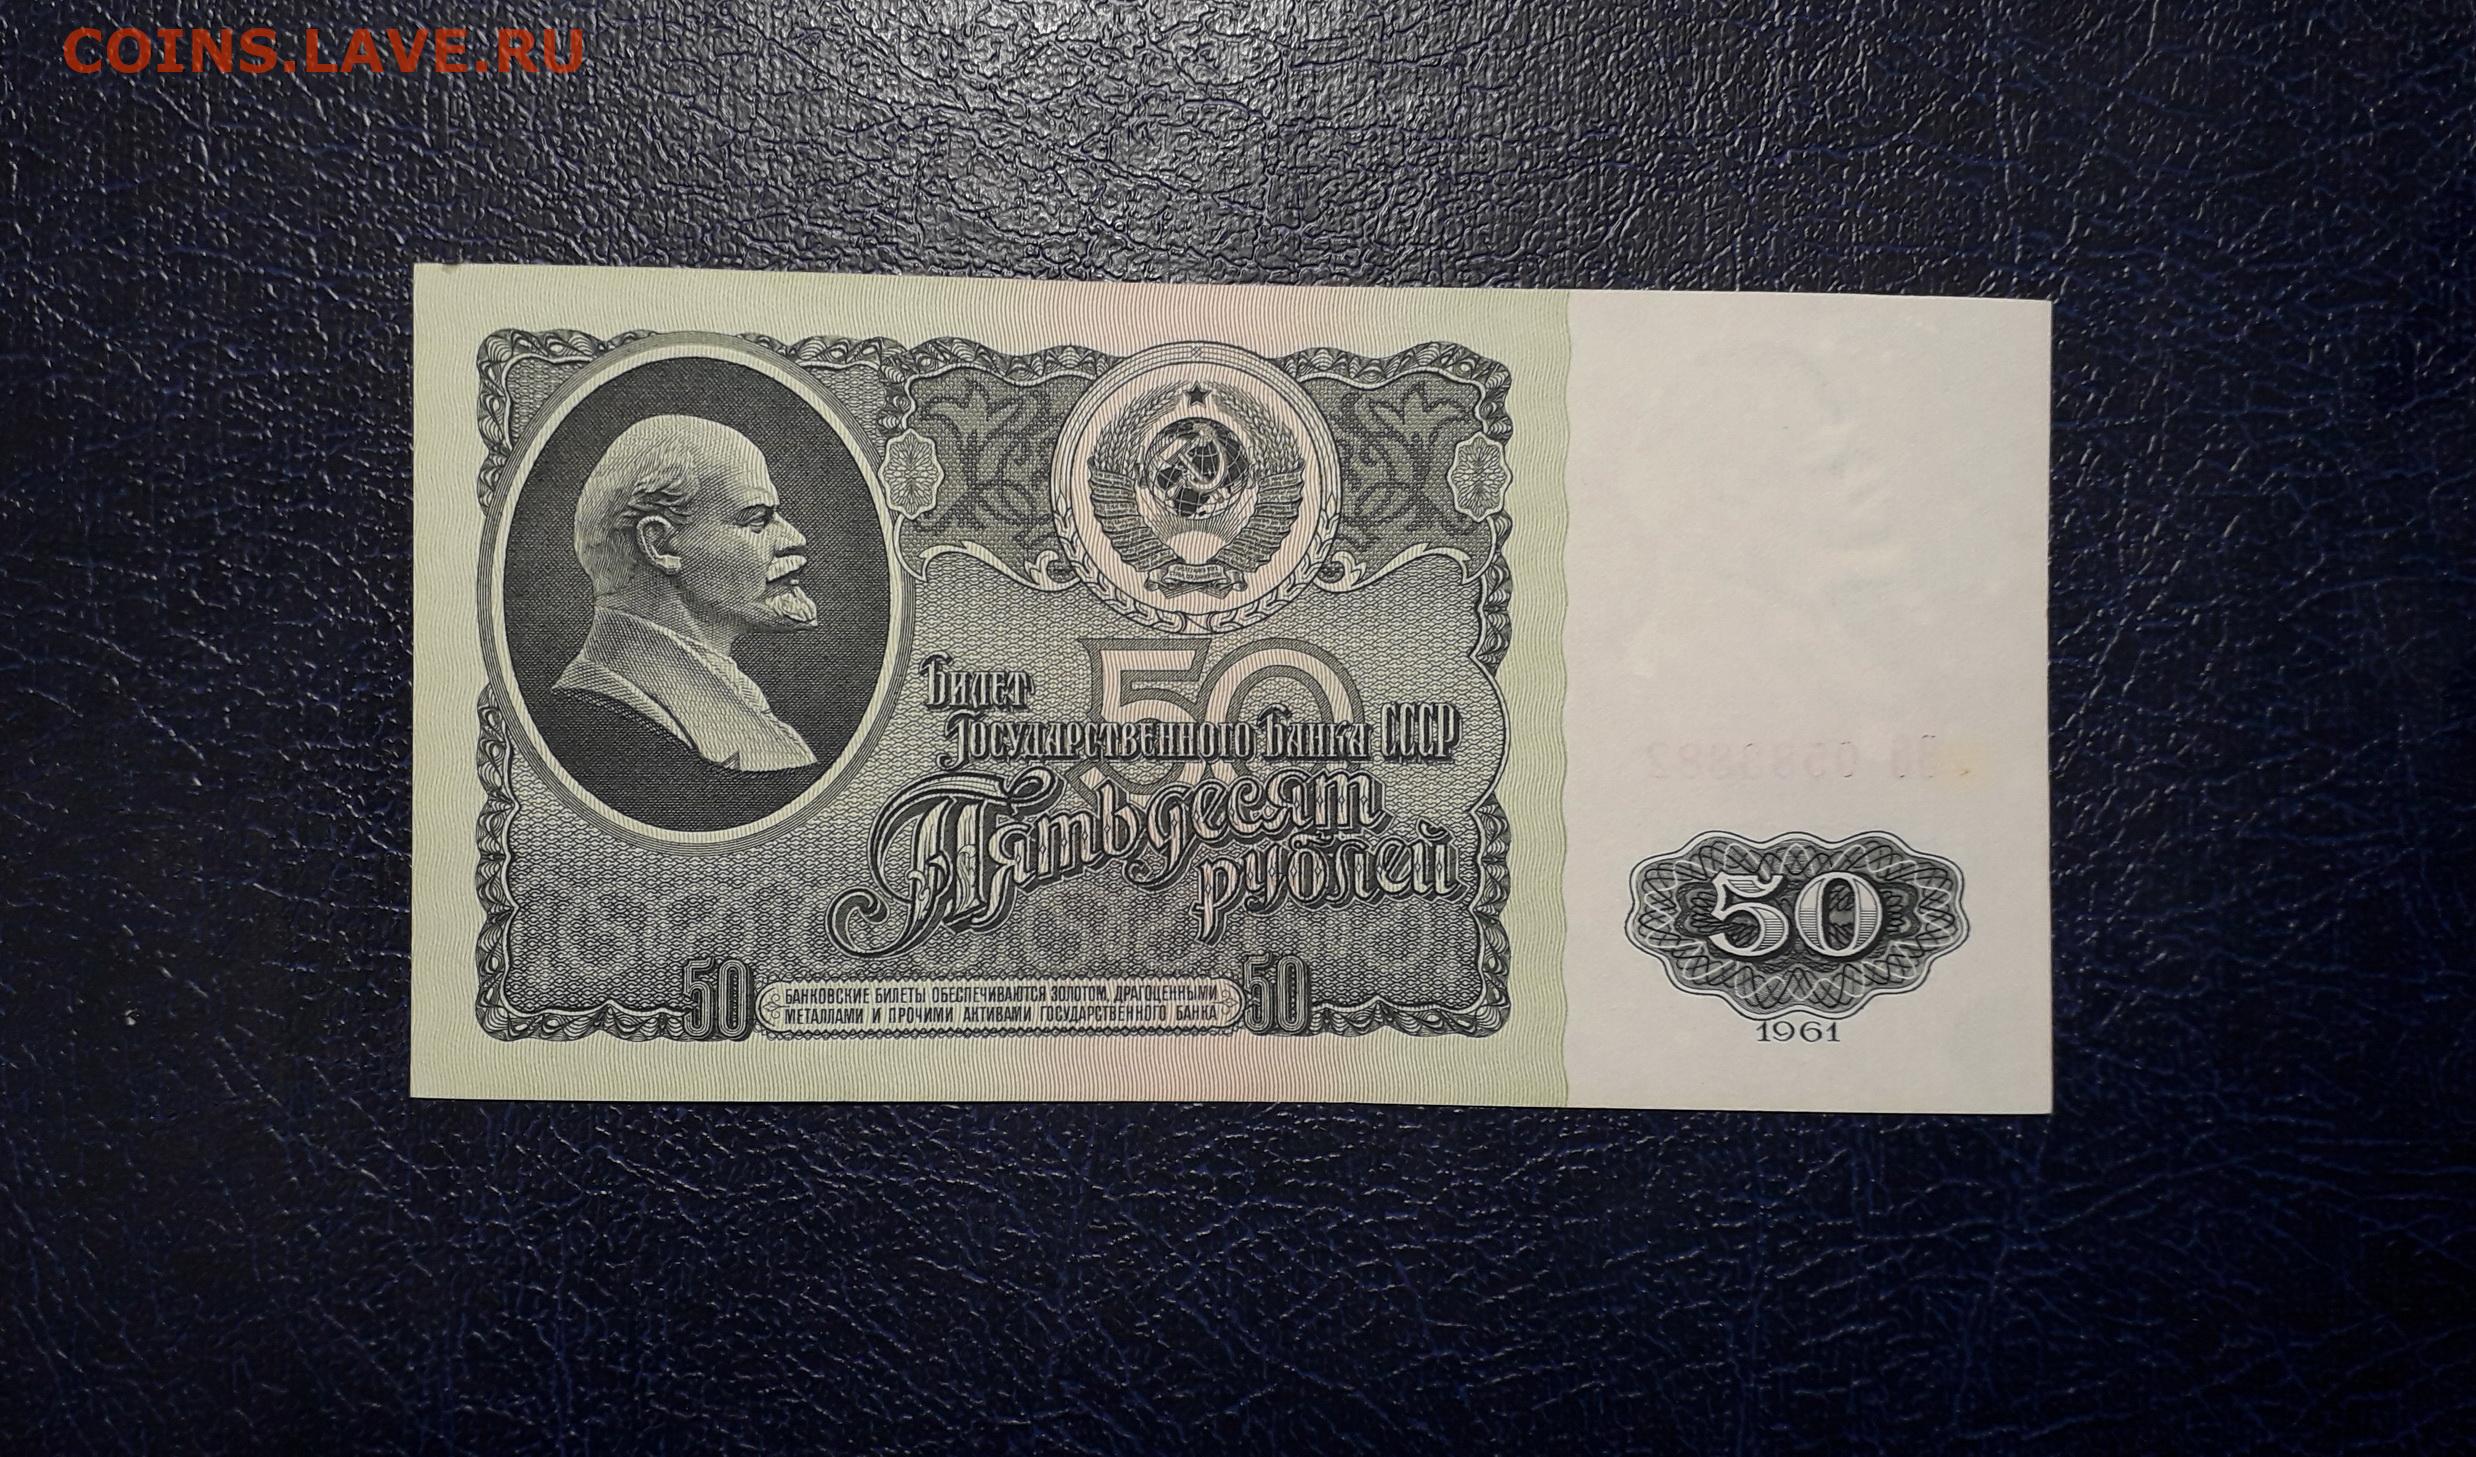 COINS.LAVE.RU
Билет
Государственного Банка СССР
50
Пятьдесят
рублей
50
БАНКОВСКИЕ БИЛЕТЫ ОБЕСПЕЧИВАЮТСЯ ЗОЛОТОМ, ДРАГОЦЕННЫМИ
МЕТАЛЛАМИ И ПРОЧИМИ АКТИВАМИ ГОСУДАРСТВЕННОГО БАНКА
50
50
1961